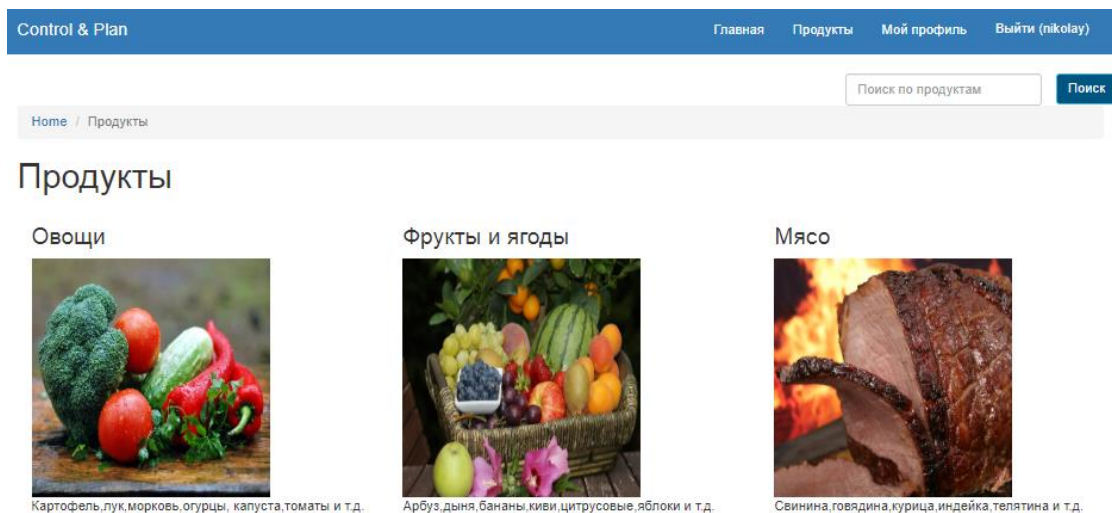 Control & Plan Главная Продукты Мой профиль Выйти (nikolay)
Поиск по продуктам Поиск
Home / Продукты
Продукты
Овощи Фрукты и ягоды Мясо
Картофель,лук,морковь,огурцы, капуста,томаты и т.д. Арбуз,дыня,бананы,киви,цитрусовые,яблоки и т.д. Свинина,говядина,курица,индейка,телятина и т.д.